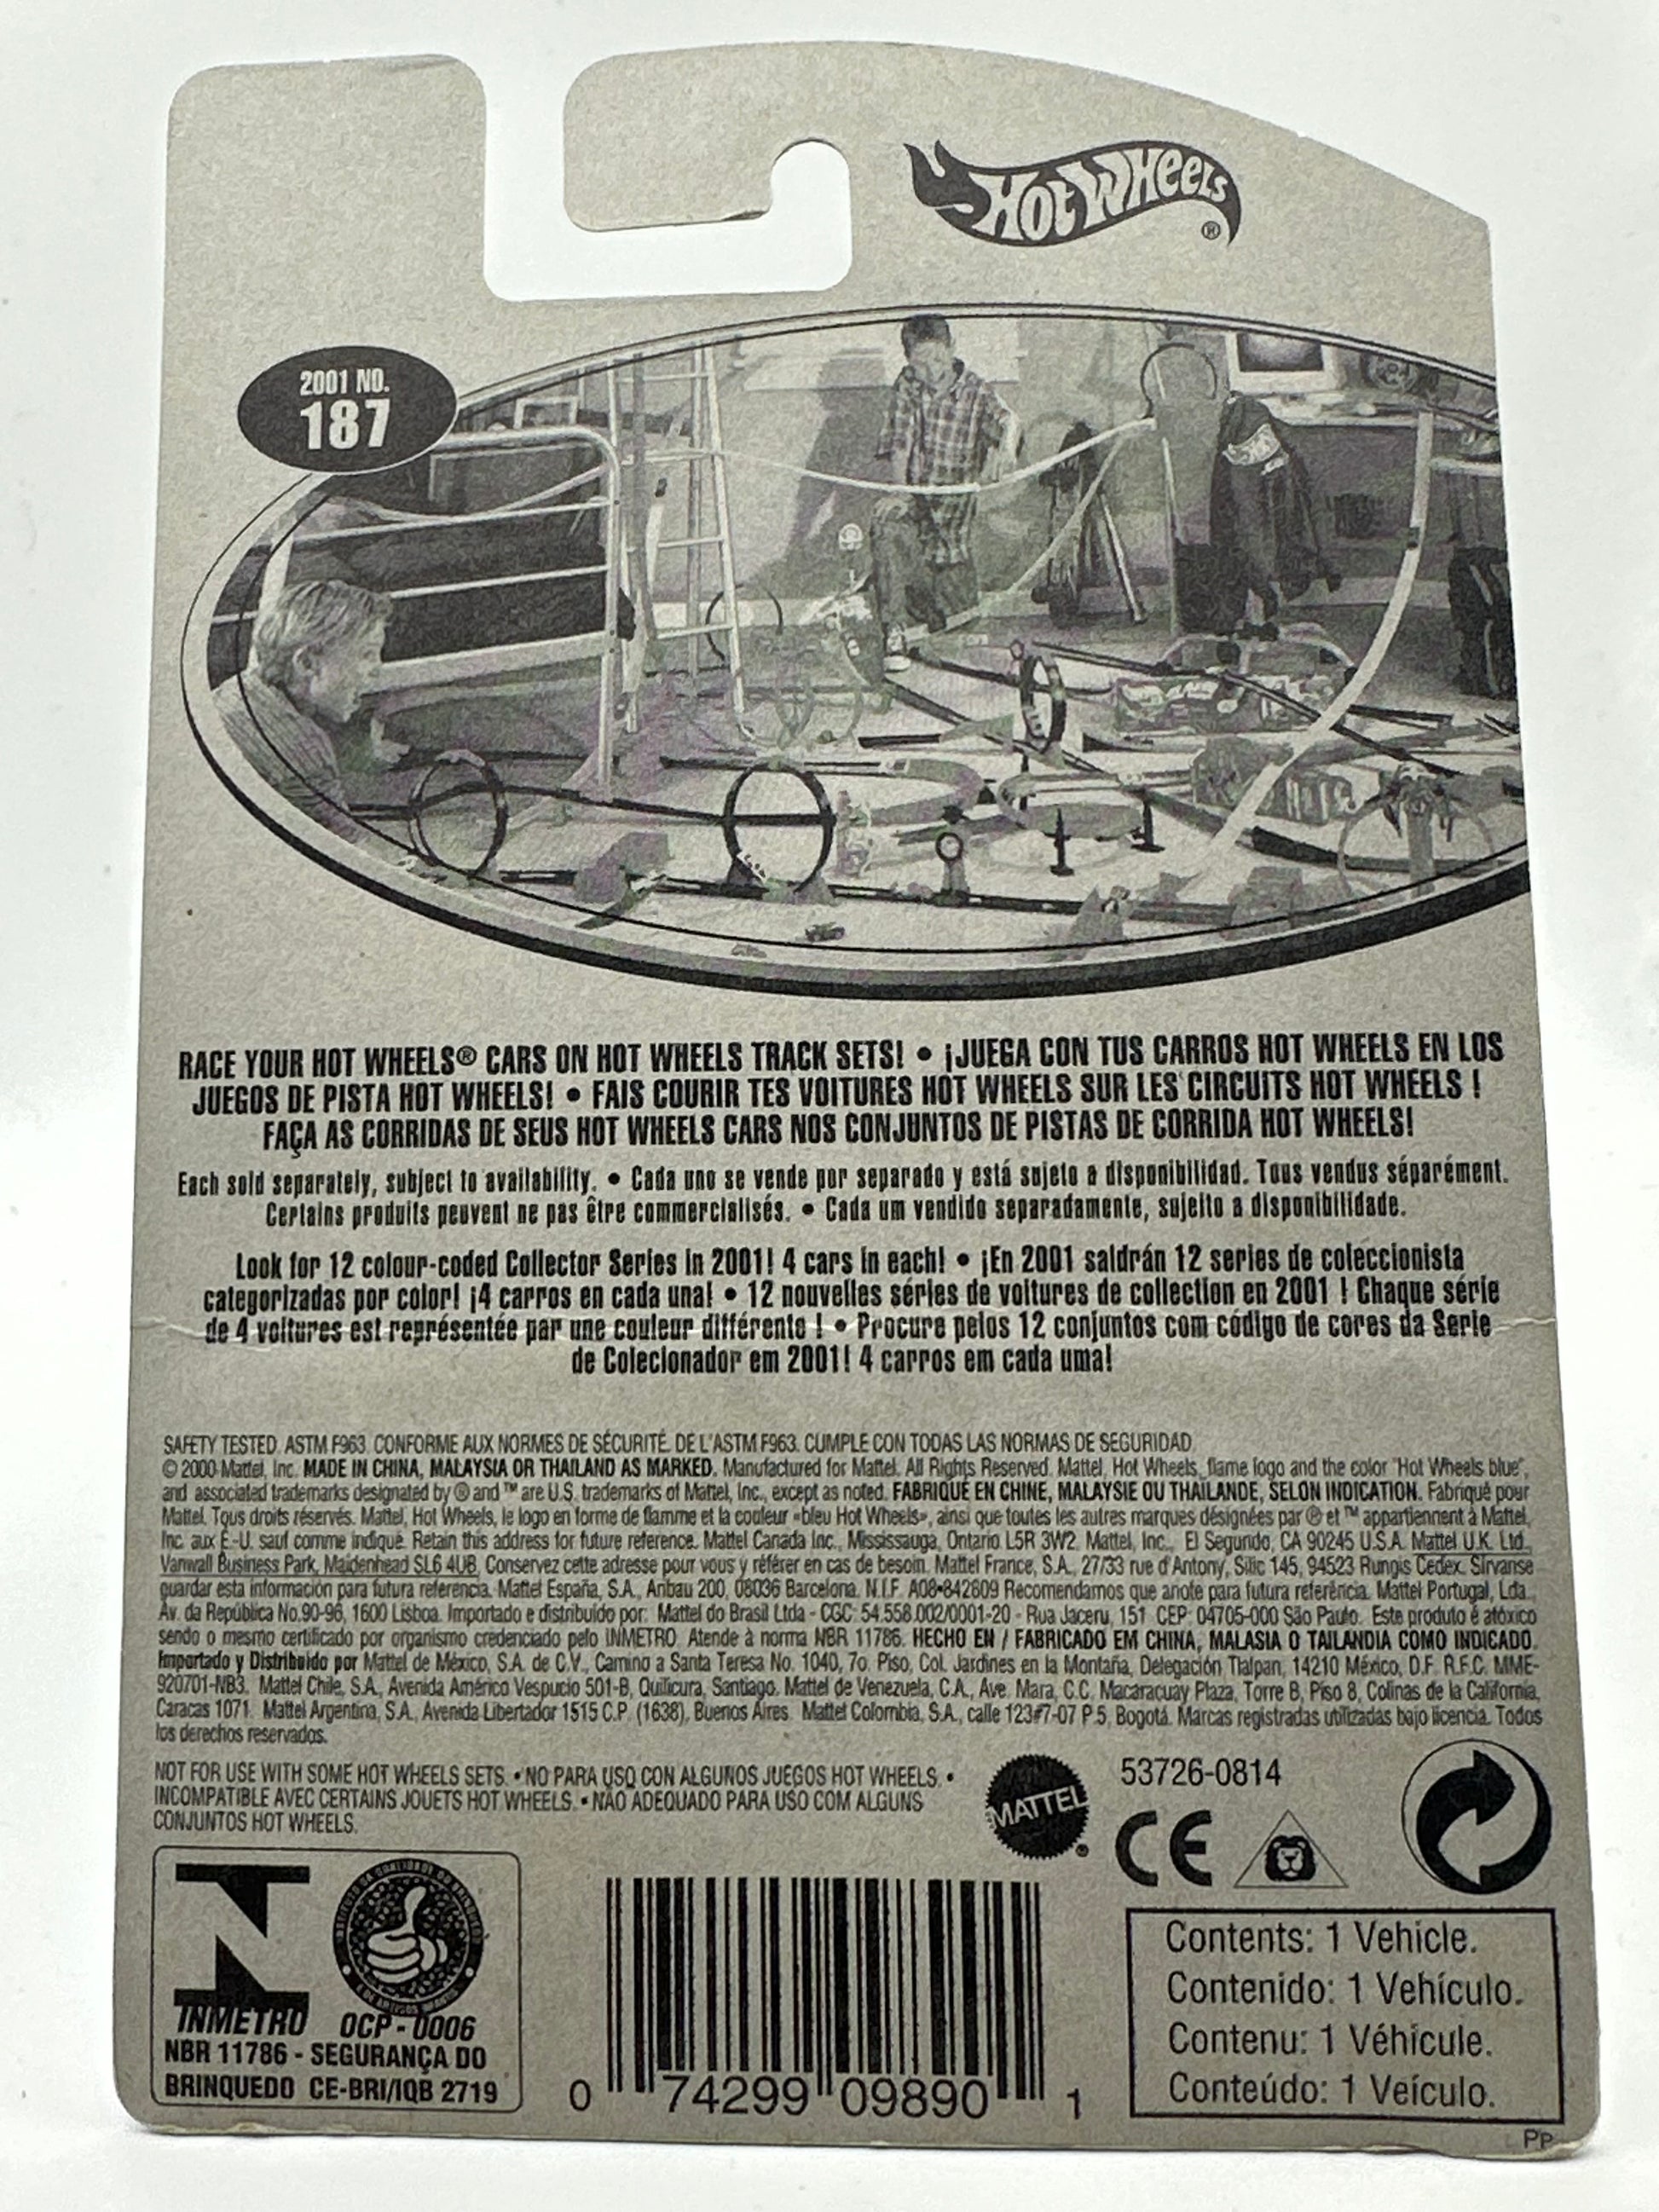 HOT WHEELS ®
2001 NO.
187
RACE YOUR HOT WHEELS® CARS ON HOT WHEELS TRACK SETS! • ¡JUEGA CON TUS CARROS HOT WHEELS EN LOS
JUEGOS DE PISTA HOT WHEELS! • FAIS COURIR TES VOITURES HOT WHEELS SUR LES CIRCUITS HOT WHEELS !
FAÇA AS CORRIDAS DE SEUS HOT WHEELS CARS NOS CONJUNTOS DE PISTAS DE CORRIDA HOT WHEELS!
Each sold separately, subject to availability. • Cada uno se vende por separado y está sujeto a disponibilidad. Tous vendus séparément.
Certains produits peuvent ne pas être commercialisés. • Cada um vendido separadamente, sujeito a disponibilidade.
Look for 12 colour-coded Collector Series in 2001! 4 cars in each! • ¡En 2001 saldrán 12 series de coleccionista
categorizadas por color! ¡4 carros en cada una! • 12 nouvelles séries de voitures de collection en 2001 ! Chaque série
de 4 voitures est représentée par une couleur différente ! • Procure pelos 12 conjuntos com código de cores da Serie
de Colecionador em 2001! 4 carros em cada uma!
SAFETY TESTED. ASTM F963. CONFORME AUX NORMES DE SÉCURITÉ. DE L'ASTM F963. CUMPLE CON TODAS LAS NORMAS DE SEGURIDAD.
© 2000 Mattel, Inc. MADE IN CHINA, MALAYSIA OR THAILAND AS MARKED. Manufactured for Mattel. All Rights Reserved. Mattel, Hot Wheels, flame logo and the color "Hot Wheels blue",
and associated trademarks designated by ® and ™ are U.S. trademarks of Mattel, Inc., except as noted. FABRIQUÉ EN CHINE, MALAYSIE OU THAÏLANDE, SELON INDICATION. Fabriqué pour
Mattel. Tous droits réservés. Mattel, Hot Wheels, le logo en forme de flamme et la couleur «bleu Hot Wheels», ainsi que toutes les autres marques désignées par ® et ™ appartiennent à Mattel,
Inc. aux É.-U. sauf comme indiqué. Retain this address for future reference. Mattel Canada Inc., Mississauga, Ontario L5R 3W2. Mattel, Inc., El Segundo, CA 90245 U.S.A. Mattel U.K. Ltd.,
Vanwall Business Park, Maidenhead SL6 4UB. Conservez cette adresse pour vous y référer en cas de besoin. Mattel France, S.A., 27/33 rue d'Antony, Silic 145, 94523 Rungis Cedex. Sírvanse
guardar esta información para futura referencia. Mattel España, S.A., Aribau 200, 08036 Barcelona. N.I.F. A08-842809 Recomendamos que anote para futura referência. Mattel Portugal, Lda.,
Av. da República No.90-96, 1600 Lisboa. Importado e distribuido por: Mattel do Brasil Ltda - CGC: 54.558.002/0001-20 - Rua Jaceru, 151 CEP: 04705-000 São Paulo. Este produto é atóxico
sendo o mesmo certificado por organismo credenciado pelo INMETRO. Atende à norma NBR 11786. HECHO EN / FABRICADO EM CHINA, MALASIA O TAILANDIA COMO INDICADO.
Importado y Distribuido por Mattel de México, S.A. de C.V., Camino a Santa Teresa No. 1040, 7o. Piso, Col. Jardines en la Montaña, Delegación Tlalpan, 14210 México, D.F. R.F.C. MME-
920701-NB3. Mattel Chile, S.A., Avenida Américo Vespucio 501-B, Quilicura, Santiago. Mattel de Venezuela, C.A., Ave. Mara, C.C. Macaracuay Plaza, Torre B, Piso 8, Colinas de la California,
Caracas 1071. Mattel Argentina, S.A., Avenida Libertador 1515 C.P. (1638), Buenos Aires. Mattel Colombia, S.A., calle 123#7-07 P.5, Bogotá. Marcas registradas utilizadas bajo licencia. Todos
los derechos reservados.
NOT FOR USE WITH SOME HOT WHEELS SETS. • NO PARA USO CON ALGUNOS JUEGOS HOT WHEELS. •
INCOMPATIBLE AVEC CERTAINS JOUETS HOT WHEELS. • NÃO ADEQUADO PARA USO COM ALGUNS
CONJUNTOS HOT WHEELS.
MATTEL ®
53726-0814
CE
INMETRO OCP - 0006
NBR 11786 - SEGURANÇA DO
BRINQUEDO CE-BRI/IQB 2719
0 74299 09890 1
Contents: 1 Vehicle.
Contenido: 1 Vehículo.
Contenu: 1 Véhicule.
Conteúdo: 1 Veículo.
PP